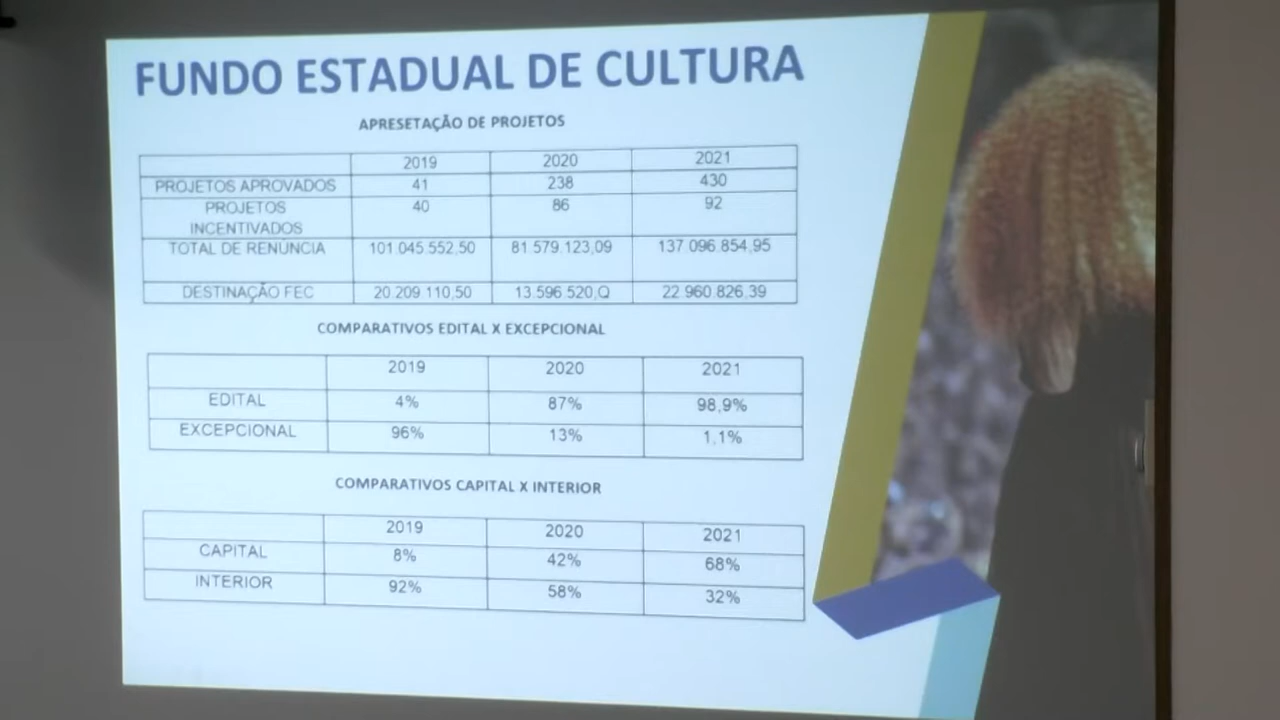 FUNDO ESTADUAL DE CULTURA
APRESETAÇÃO DE PROJETOS
2019 2020 2021
PROJETOS APROVADOS 41 238 430
PROJETOS 40 86 92
INCENTIVADOS
TOTAL DE RENÚNCIA 101.045.552,50 81.579.123,09 137.096.854,95
DESTINAÇÃO FEC 20.209.110,50 13.596.520,Q 22.960.826,39
COMPARATIVOS EDITAL X EXCEPCIONAL
2019 2020 2021
EDITAL 4% 87% 98,9%
EXCEPCIONAL 96% 13% 1,1%
COMPARATIVOS CAPITAL X INTERIOR
2019 2020 2021
CAPITAL 8% 42% 68%
INTERIOR 92% 58% 32%